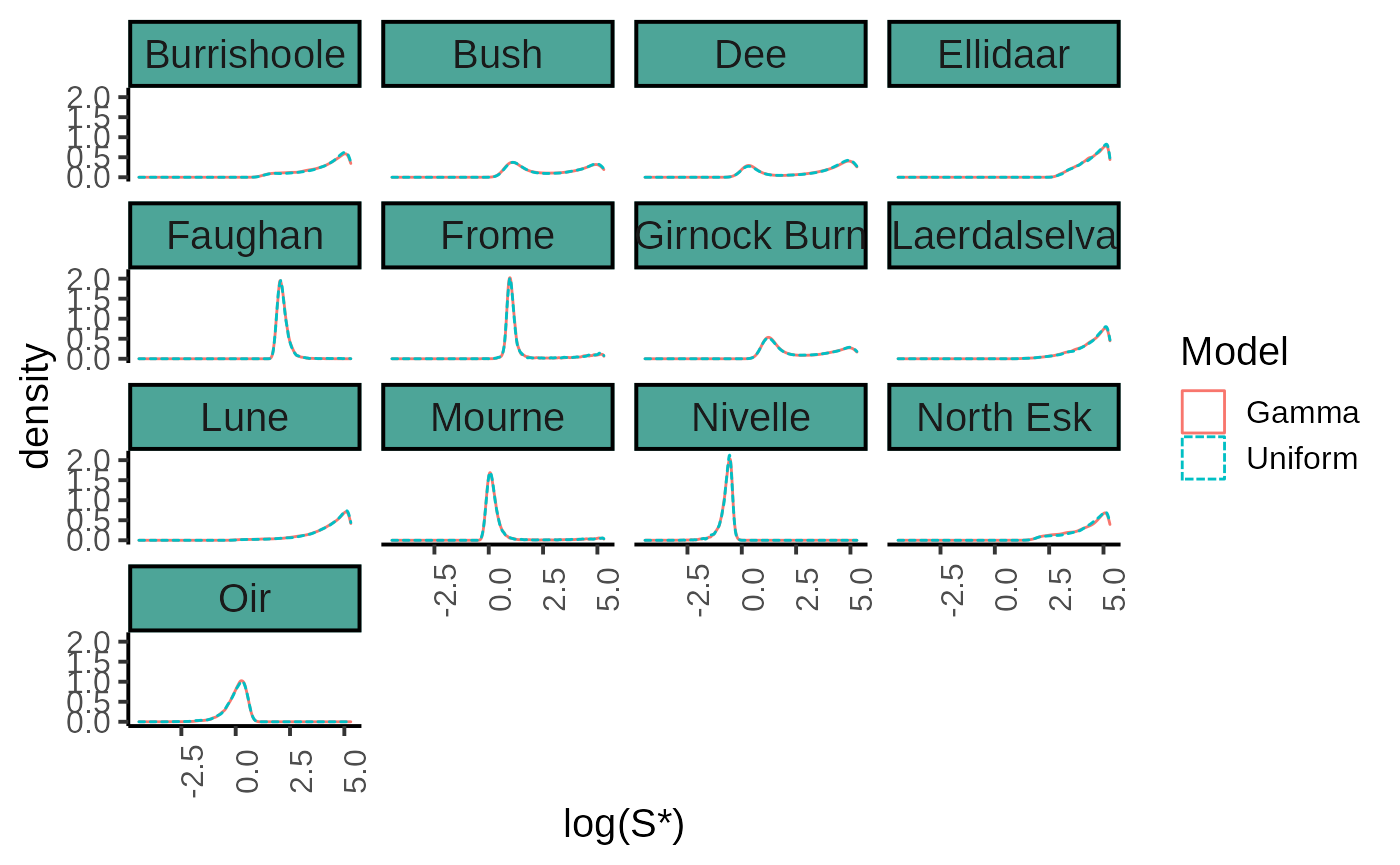 Burrishoole Bush Dee Ellidaar
2.0
1.5
1.0
0.5
0.0
Faughan Frome Girnock Burn Laerdalselva
2.0
1.5
1.0
0.5
0.0
Lune Mourne Nivelle North Esk
2.0
1.5
1.0
0.5
0.0
-2.5 0.0 2.5 5.0 -2.5 0.0 2.5 5.0 -2.5 0.0 2.5 5.0
Oir
2.0
1.5
1.0
0.5
0.0
-2.5 0.0 2.5 5.0
density
log(S*)
Model
Gamma
Uniform